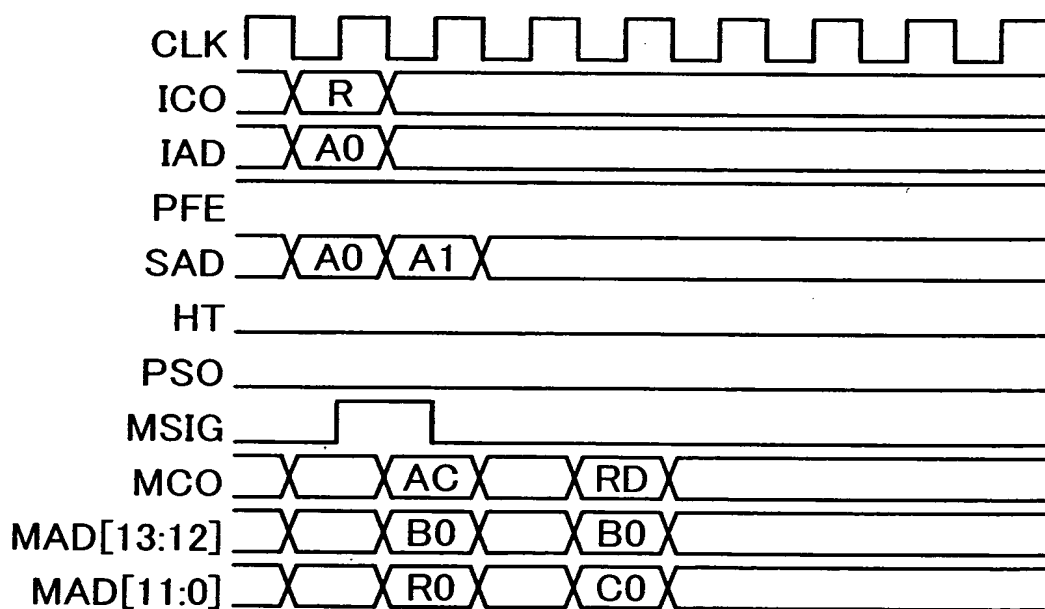 CLK
ICO R
IAD A0
PFE
SAD A0 A1
HT
PSO
MSIG
MCO AC RD
MAD[13:12] B0 B0
MAD[11:0] R0 C0